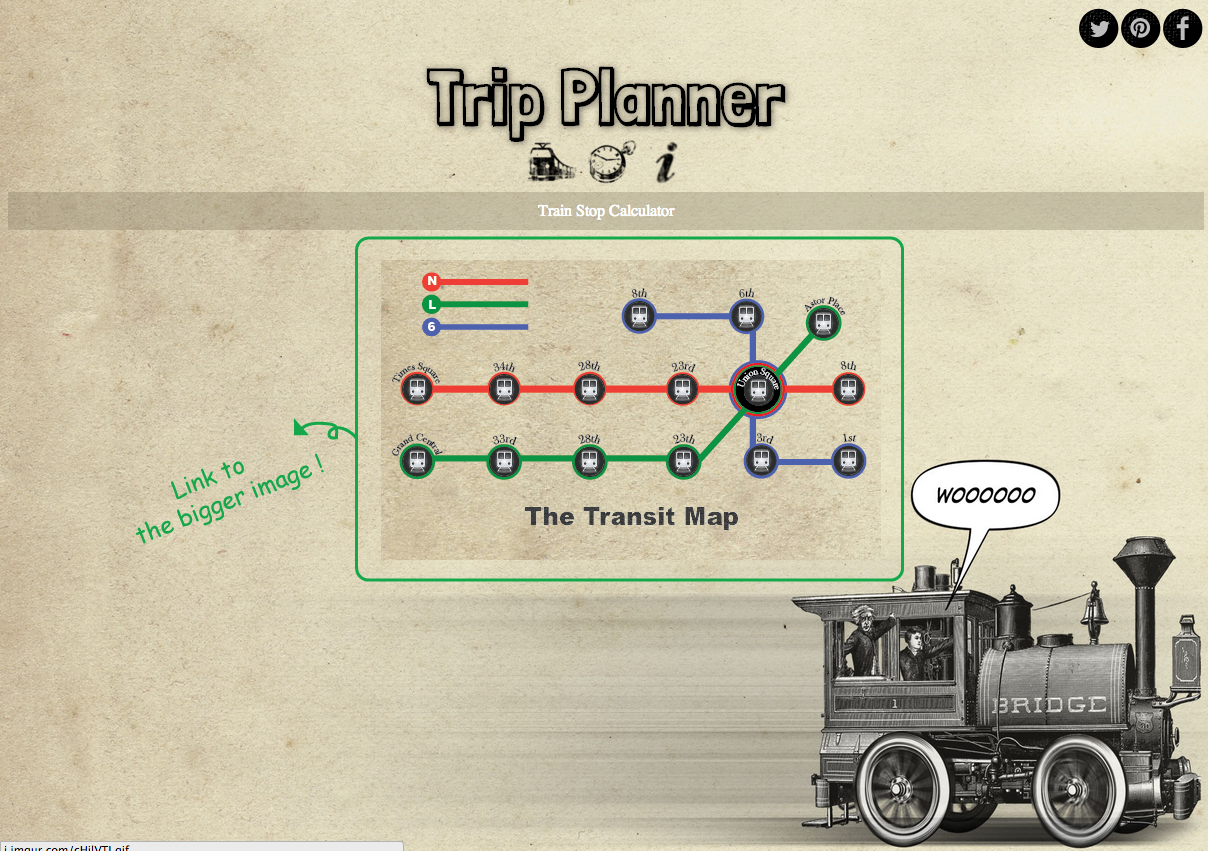 Trip Planner
Train Stop Calculator
N
L
6
8th
6th
Astor Place
Times Square
34th
28th
23rd
Union Square
8th
Grand Central
33rd
28th
23th
3rd
1st
The Transit Map
Link to
the bigger image !
WOOOOOO
1
BRIDGE